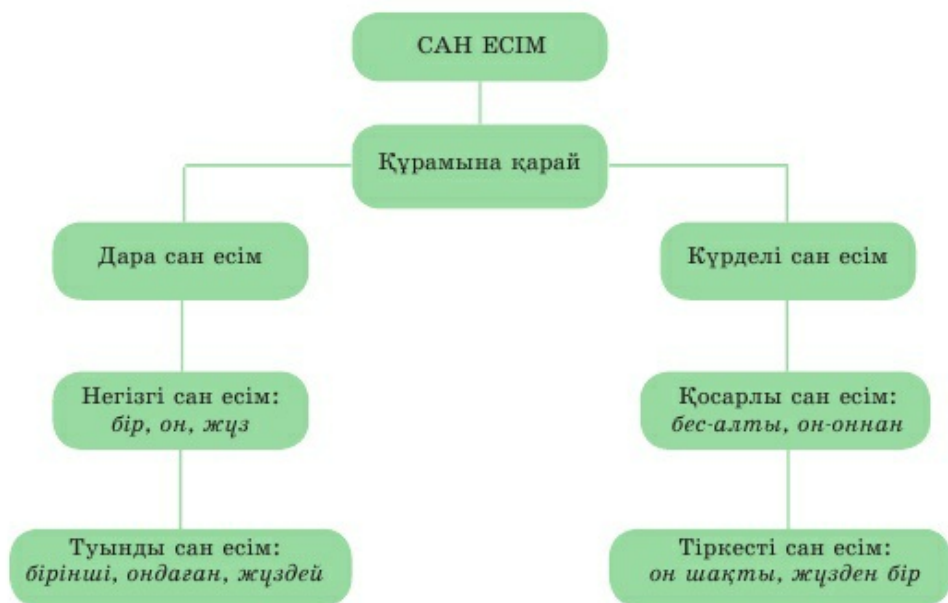 САН ЕСІМ
Құрамына қарай
Дара сан есім
Күрделі сан есім
Негізгі сан есім:
бір, он, жүз
Қосарлы сан есім:
бес-алты, он-оннан
Туынды сан есім:
бірінші, ондаған, жүздей
Тіркесті сан есім:
он шақты, жүзден бір